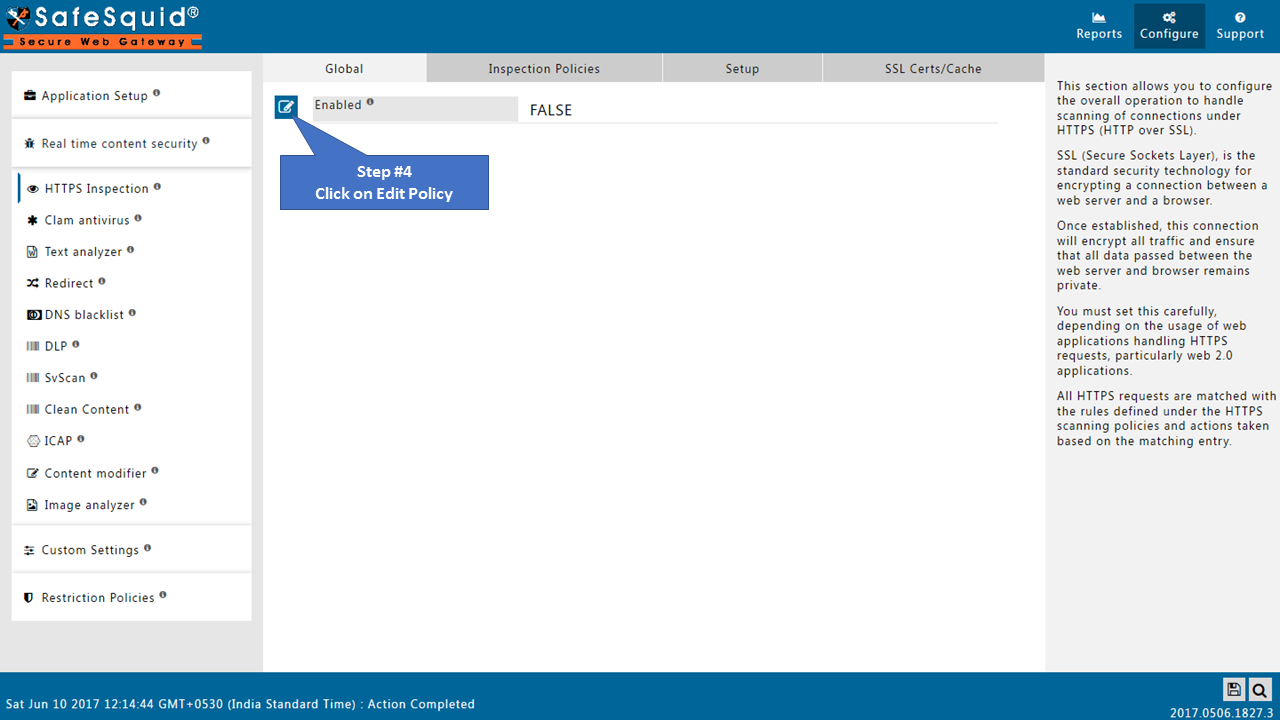 SafeSquid®
Secure Web Gateway
Reports
Configure
Support
Application Setup
Real time content security
HTTPS Inspection
Clam antivirus
Text analyzer
Redirect
DNS blacklist
DLP
SvScan
Clean Content
ICAP
Content modifier
Image analyzer
Custom Settings
Restriction Policies
Global
Inspection Policies
Setup
SSL Certs/Cache
Enabled
FALSE
Step #4
Click on Edit Policy
This section allows you to configure
the overall operation to handle
scanning of connections under
HTTPS (HTTP over SSL).
SSL (Secure Sockets Layer), is the
standard security technology for
encrypting a connection between a
web server and a browser.
Once established, this connection
will encrypt all traffic and ensure
that all data passed between the
web server and browser remains
private.
You must set this carefully,
depending on the usage of web
applications handling HTTPS
requests, particularly web 2.0
applications.
All HTTPS requests are matched with
the rules defined under the HTTPS
scanning policies and actions taken
based on the matching entry.
Sat Jun 10 2017 12:14:44 GMT+0530 (India Standard Time) : Action Completed
2017.0506.1827.3